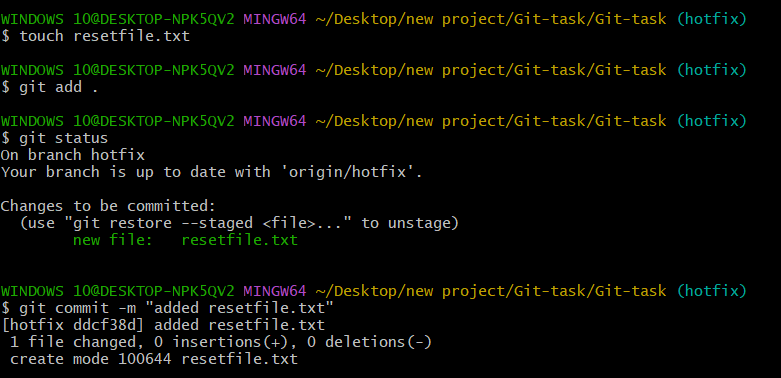 WINDOWS 10@DESKTOP-NPK5QV2 MINGW64 ~/Desktop/new project/Git-task/Git-task (hotfix)
$ touch resetfile.txt
WINDOWS 10@DESKTOP-NPK5QV2 MINGW64 ~/Desktop/new project/Git-task/Git-task (hotfix)
$ git add .
WINDOWS 10@DESKTOP-NPK5QV2 MINGW64 ~/Desktop/new project/Git-task/Git-task (hotfix)
$ git status
On branch hotfix
Your branch is up to date with 'origin/hotfix'.
Changes to be committed:
  (use "git restore --staged <file>..." to unstage)
        new file:   resetfile.txt
WINDOWS 10@DESKTOP-NPK5QV2 MINGW64 ~/Desktop/new project/Git-task/Git-task (hotfix)
$ git commit -m "added resetfile.txt"
[hotfix ddcf38d] added resetfile.txt
 1 file changed, 0 insertions(+), 0 deletions(-)
 create mode 100644 resetfile.txt